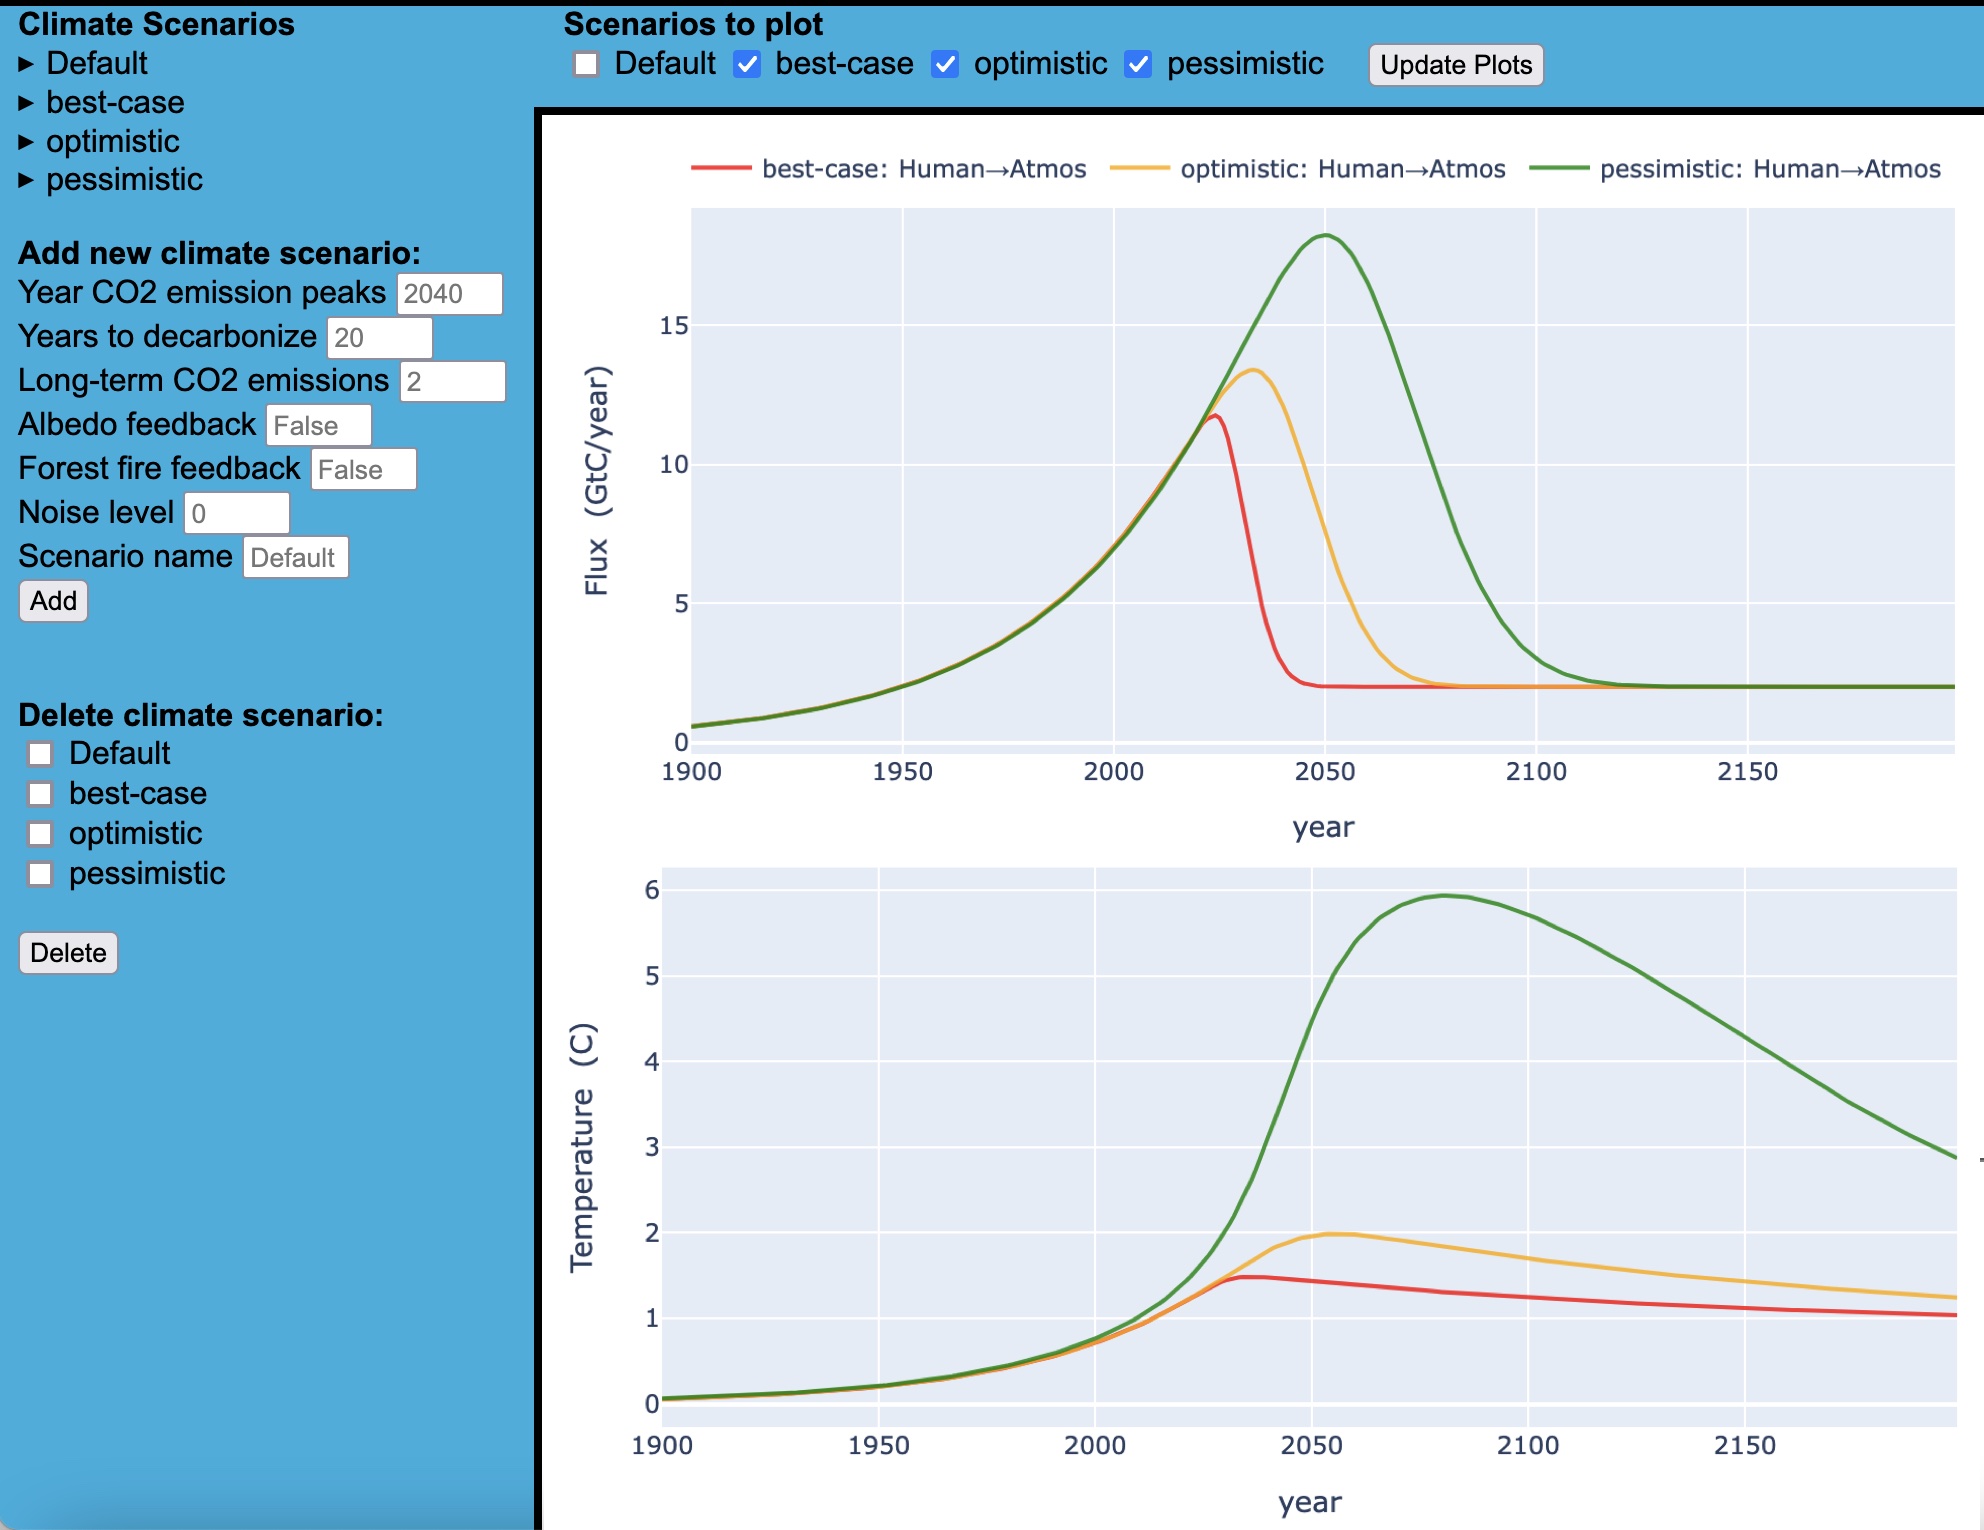 Climate Scenarios
► Default
► best-case
► optimistic
► pessimistic
Add new climate scenario:
Year CO2 emission peaks 2040
Years to decarbonize 20
Long-term CO2 emissions 2
Albedo feedback False
Forest fire feedback False
Noise level 0
Scenario name Default
Add
Delete climate scenario:
Default
best-case
optimistic
pessimistic
Delete
Scenarios to plot
Default best-case optimistic pessimistic Update Plots
best-case: Human→Atmos optimistic: Human→Atmos pessimistic: Human→Atmos
Flux (GtC/year)
15
10
5
0
1900 1950 2000 2050 2100 2150
year
Temperature (C)
6
5
4
3
2
1
0
1900 1950 2000 2050 2100 2150
year